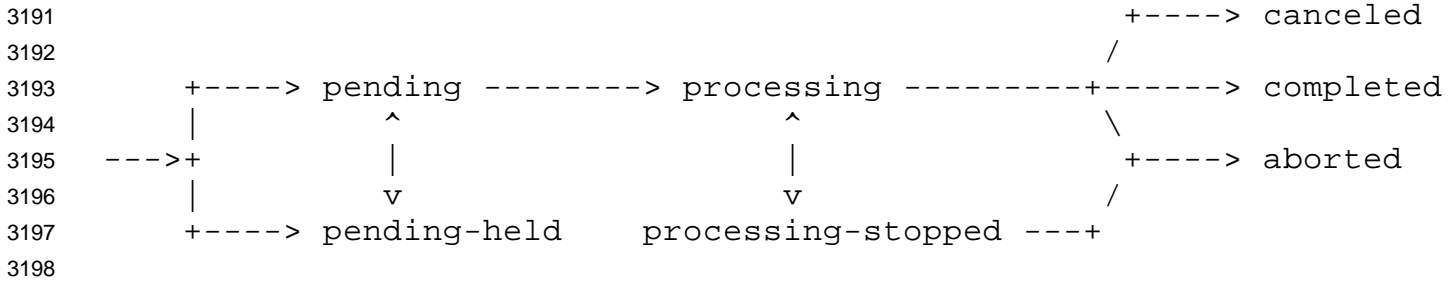 3191                                                  +----> canceled
3192                                                 /
3193     +----> pending --------> processing ---------+------> completed
3194     |         ^                   ^             \
3195 --->+         |                   |              +----> aborted
3196     |         v                   v             /
3197     +----> pending-held    processing-stopped ---+
3198